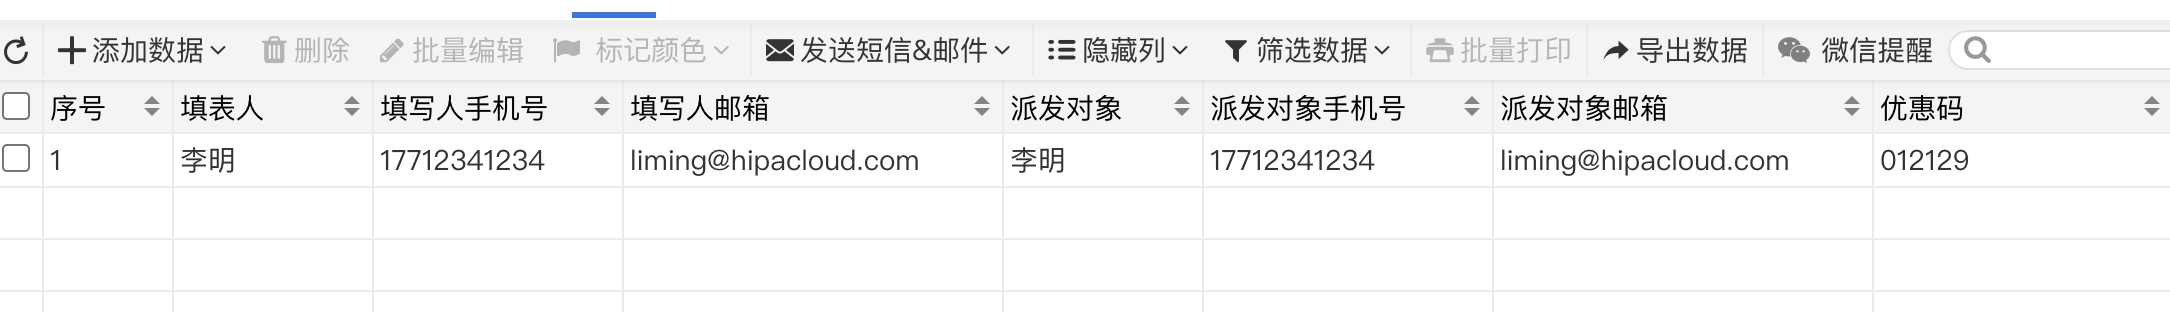 添加数据 删除 批量编辑 标记颜色 发送短信&邮件 隐藏列 筛选数据 批量打印 导出数据 微信提醒
序号 填表人 填写人手机号 填写人邮箱 派发对象 派发对象手机号 派发对象邮箱 优惠码
1 李明 17712341234 liming@hipacloud.com 李明 17712341234 liming@hipacloud.com 012129